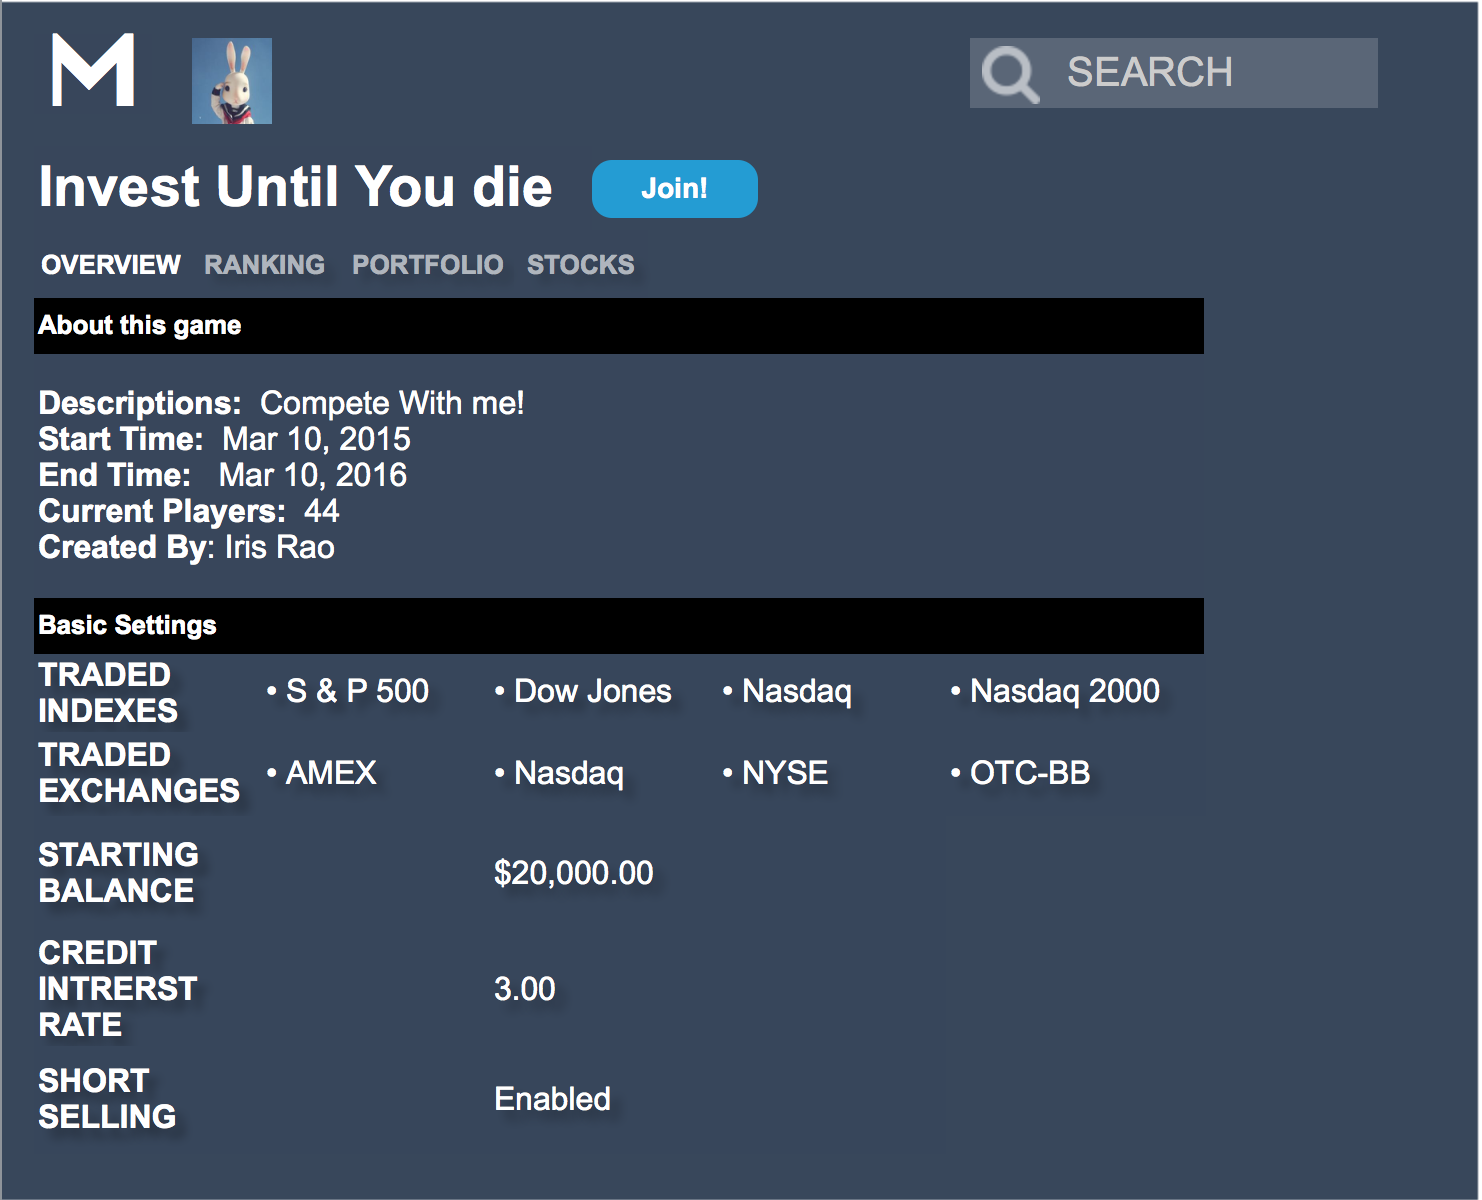 M
SEARCH
Invest Until You die
Join!
OVERVIEW RANKING PORTFOLIO STOCKS
About this game
Descriptions: Compete With me!
Start Time: Mar 10, 2015
End Time: Mar 10, 2016
Current Players: 44
Created By: Iris Rao
Basic Settings
TRADED
INDEXES
• S & P 500 • Dow Jones • Nasdaq • Nasdaq 2000
TRADED
EXCHANGES
• AMEX • Nasdaq • NYSE • OTC-BB
STARTING
BALANCE
$20,000.00
CREDIT
INTRERST
RATE
3.00
SHORT
SELLING
Enabled